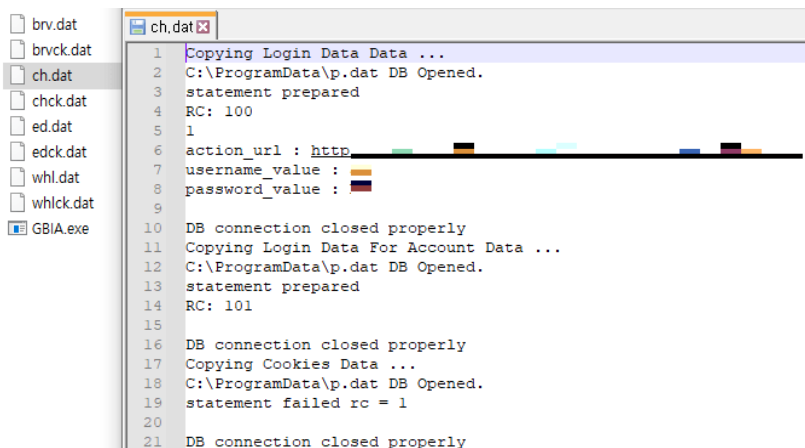 brv.dat
brvck.dat
ch.dat
chck.dat
ed.dat
edck.dat
whl.dat
whlck.dat
GBIA.exe
ch.dat
1 Copying Login Data Data ...
2 C:\ProgramData\p.dat DB Opened.
3 statement prepared
4 RC: 100
5 1
6 action_url : http
7 username_value :
8 password_value :
9
10 DB connection closed properly
11 Copying Login Data For Account Data ...
12 C:\ProgramData\p.dat DB Opened.
13 statement prepared
14 RC: 101
15
16 DB connection closed properly
17 Copying Cookies Data ...
18 C:\ProgramData\p.dat DB Opened.
19 statement failed rc = 1
20
21 DB connection closed properly